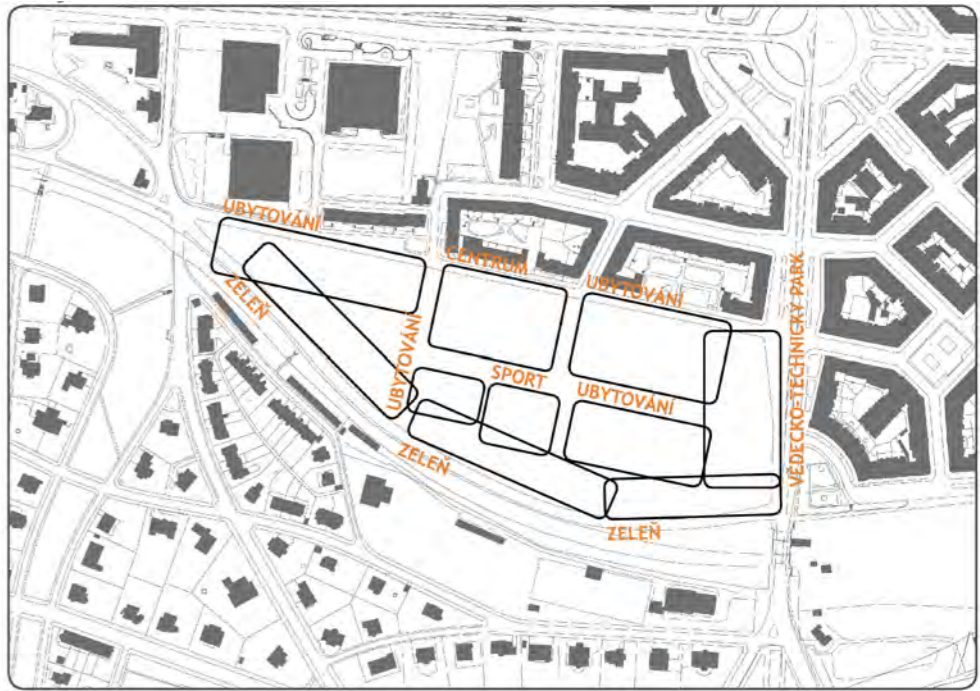 UBYTOVÁNÍ
CENTRUM
UBYTOVÁNÍ
ZELEŇ
UBYTOVÁNÍ
SPORT
UBYTOVÁNÍ
VĚDECKO-TECHNICKÝ PARK
ZELEŇ
ZELEŇ